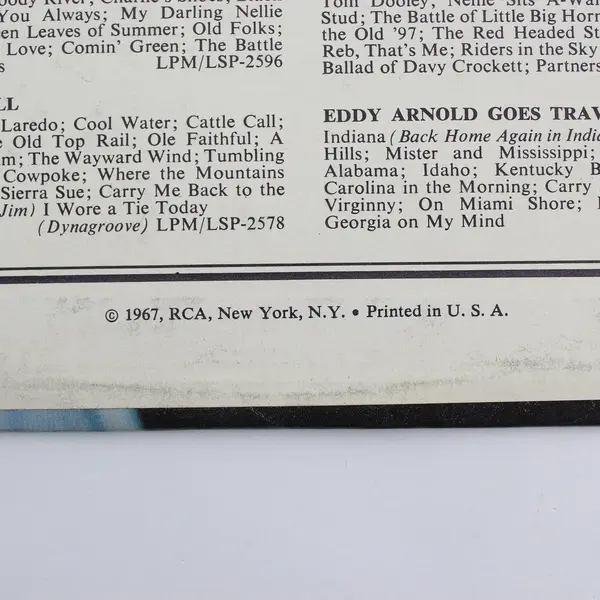 You Always; My Darling Nellie
Leaves of Summer; Old Folks;
Love; Comin' Green; The Battle
LPM/LSP-2596
Laredo; Cool Water; Cattle Call;
Old Top Rail; Ole Faithful; A
The Wayward Wind; Tumbling
Cowpoke; Where the Mountains
Sierra Sue; Carry Me Back to the
Jim) I Wore a Tie Today
(Dynagroove) LPM/LSP-2578
Tom Dooley; Nellie Sits
Stud; The Battle of Little Big Horn
the Old '97; The Red Headed
Reb, That's Me; Riders in the Sky
Ballad of Davy Crockett; Partners
EDDY ARNOLD GOES
Indiana (Back Home Again in
Hills; Mister and Mississippi;
Alabama; Idaho; Kentucky
Carolina in the Morning; Carry
Virginny; On Miami Shore;
Georgia on My Mind
© 1967, RCA, New York, N.Y. • Printed in U. S. A.